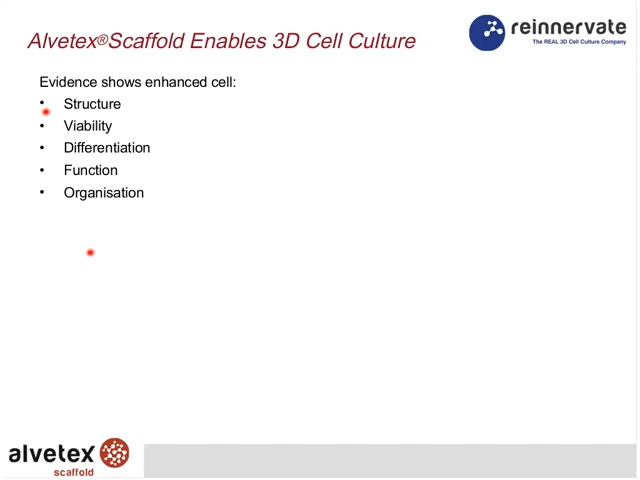 Alvetex®Scaffold Enables 3D Cell Culture
reinnervate
The REAL 3D Cell Culture Company
Evidence shows enhanced cell:
• Structure
• Viability
• Differentiation
• Function
• Organisation
alvetex
scaffold